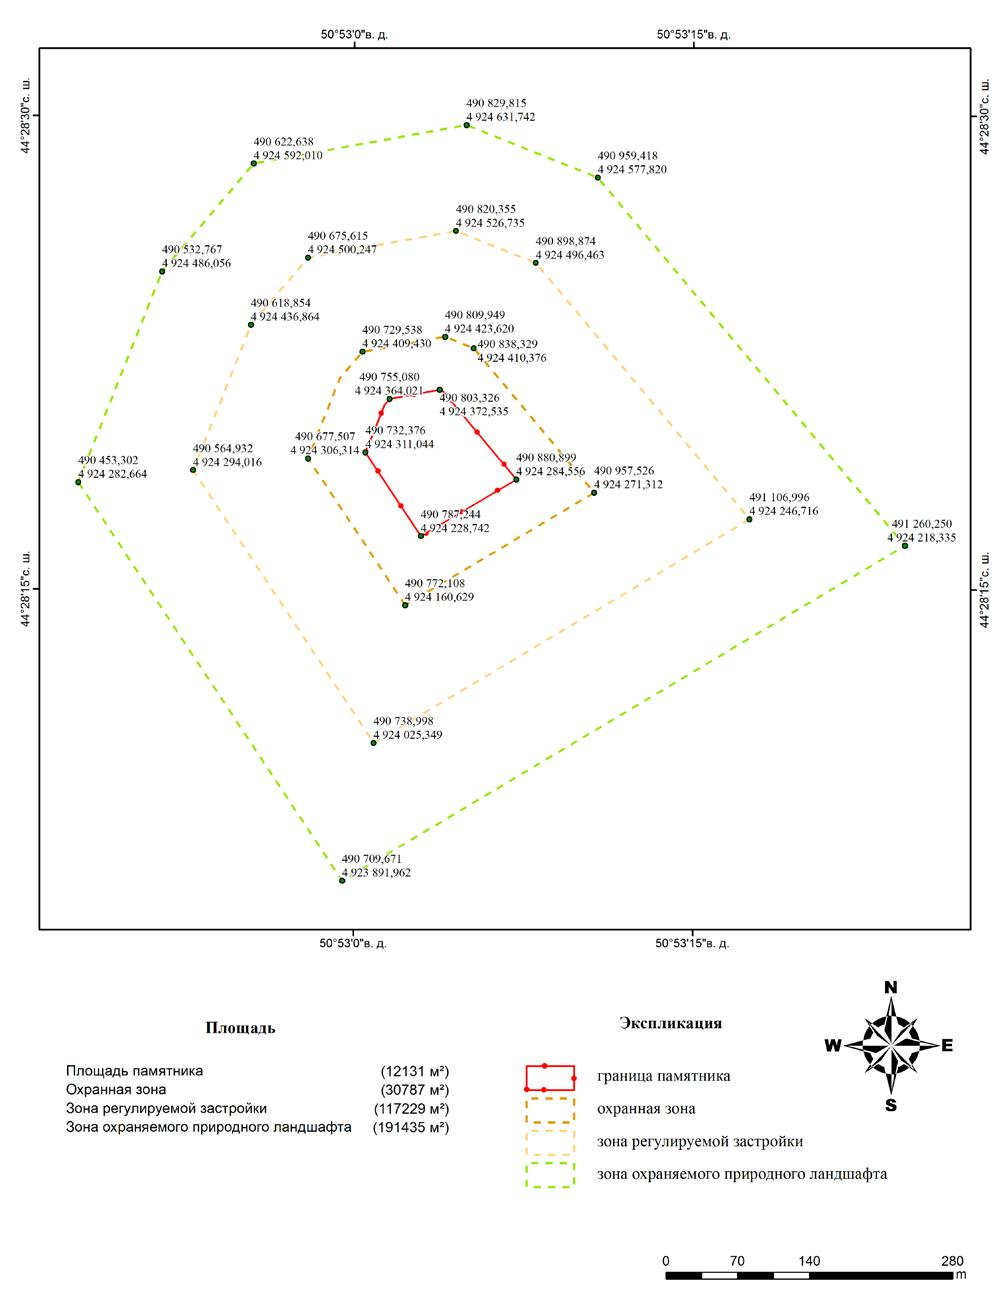 50°53'0"в. д.
50°53'15"в. д.
44°28'30"с. ш.
44°28'30"с. ш.
490 829,815
4 924 631,742
490 622,638
4 924 592,010
490 959,418
4 924 577,820
490 820,355
4 924 526,735
490 675,615
4 924 500,247
490 898,874
4 924 496,463
490 532,767
4 924 486,056
490 618,854
4 924 436,864
490 809,949
4 924 423,620
490 729,538
4 924 409,430
490 838,329
4 924 410,376
490 755,080
4 924 364,021
490 803,326
4 924 372,535
490 732,376
4 924 311,044
490 677,507
4 924 306,314
490 564,932
4 924 294,016
490 453,302
4 924 282,664
490 880,899
4 924 284,556
490 957,526
4 924 271,312
491 106,996
4 924 246,716
491 260,250
4 924 218,335
490 787,244
4 924 228,742
44°28'15"с. ш.
44°28'15"с. ш.
490 772,108
4 924 160,629
490 738,998
4 924 025,349
490 709,671
4 923 891,962
50°53'0"в. д.
50°53'15"в. д.
Площадь
Площадь памятника (12131 м²)
Охранная зона (30787 м²)
Зона регулируемой застройки (117229 м²)
Зона охраняемого природного ландшафта (191435 м²)
Экспликация
граница памятника
охранная зона
зона регулируемой застройки
зона охраняемого природного ландшафта
N
W E
S
0 70 140 280
m